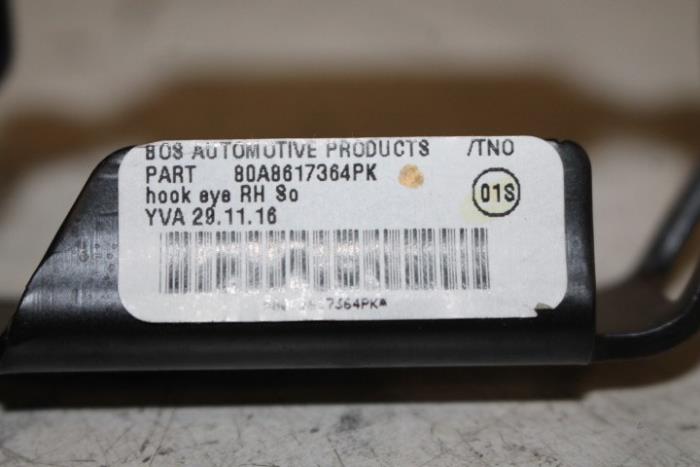 BOS AUTOMOTIVE PRODUCTS /TNO
PART 80A8617364PK
hook eye RH So
01S
YVA 29.11.16